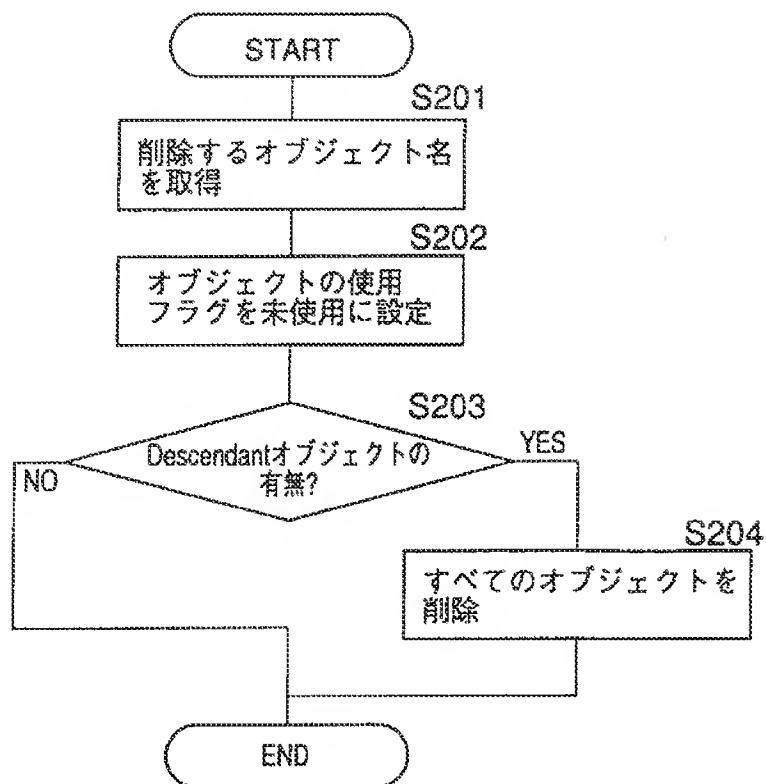 START
S201
削除するオブジェクト名
を取得
S202
オブジェクトの使用
フラグを未使用に設定
S203
Descendantオブジェクトの
有無?
NO
YES
S204
すべてのオブジェクトを
削除
END